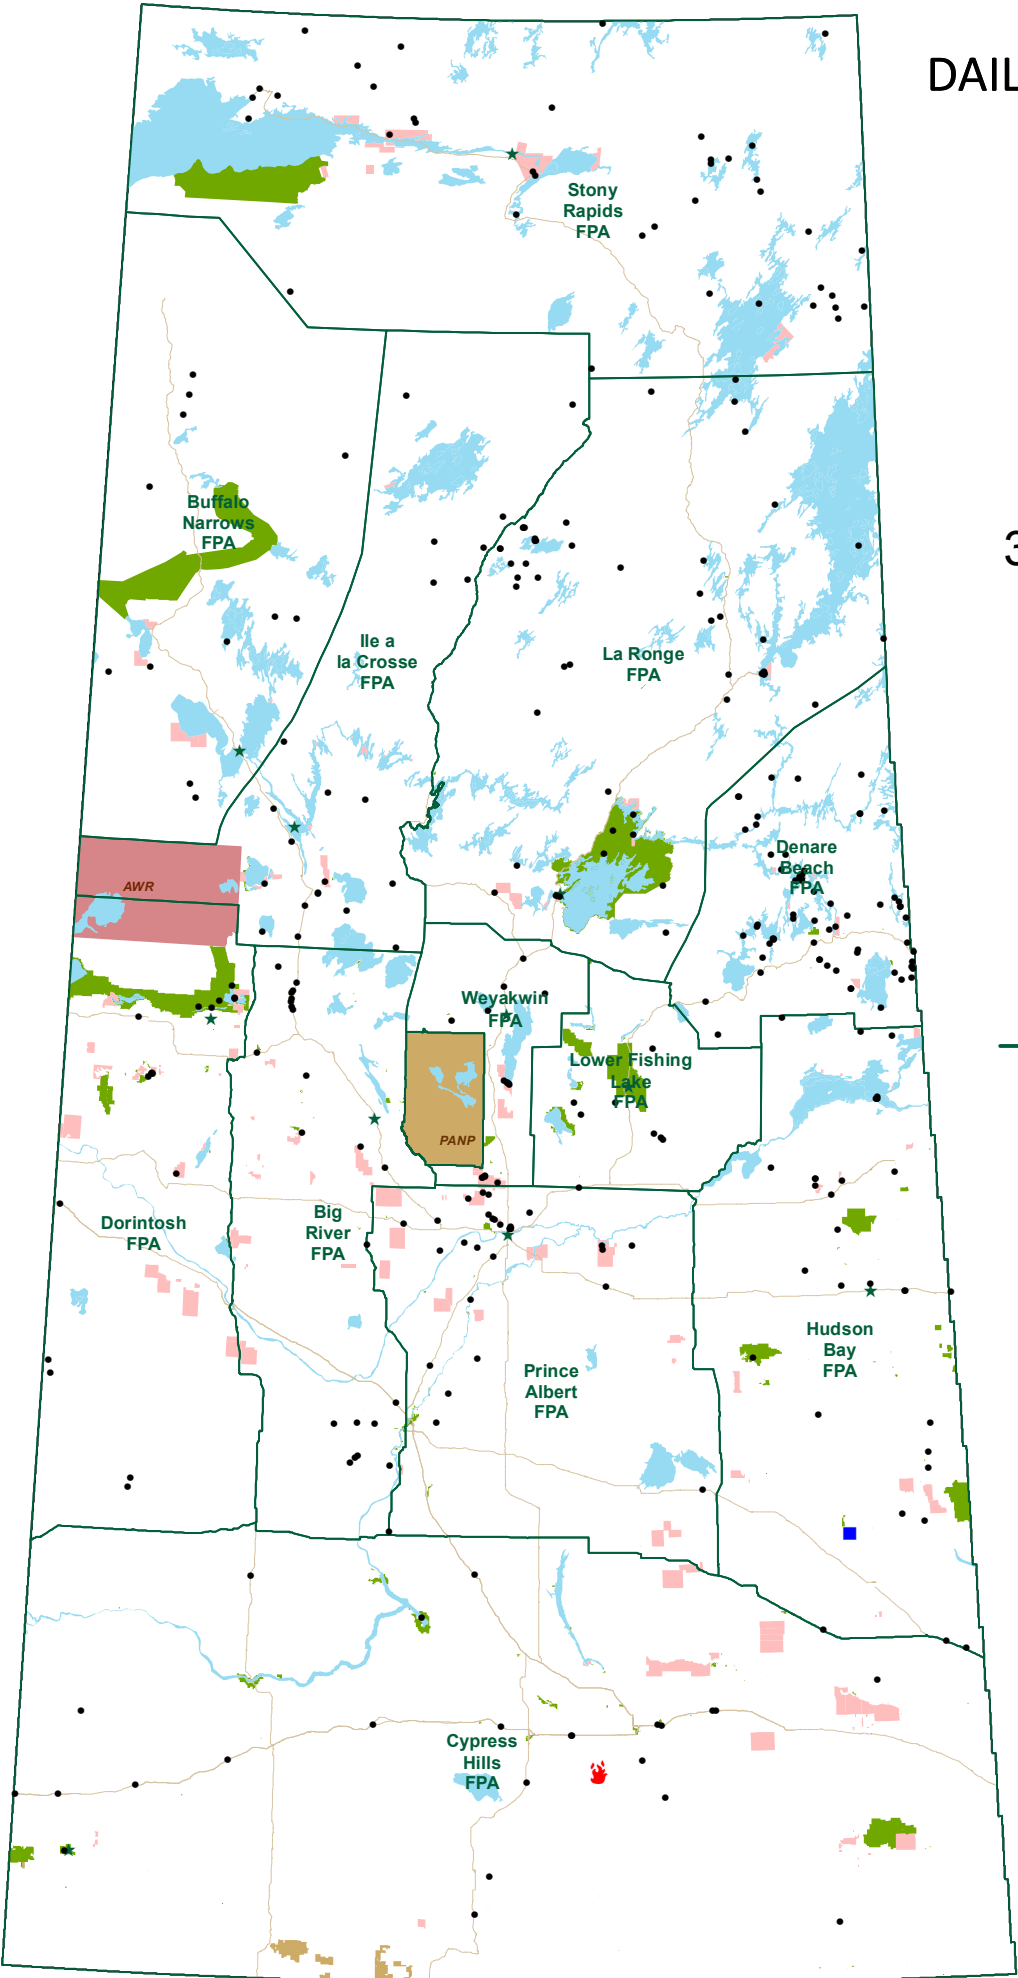 DAIL
Stony
Rapids
FPA
Buffalo
Narrows
FPA
3
Ile a
la Crosse
FPA
La Ronge
FPA
Denare
Beach
FPA
AWR
Weyakwin
FPA
Lower Fishing
Lake
FPA
PANP
Dorintosh
FPA
Big
River
FPA
Hudson
Bay
FPA
Prince
Albert
FPA
Cypress
Hills
FPA